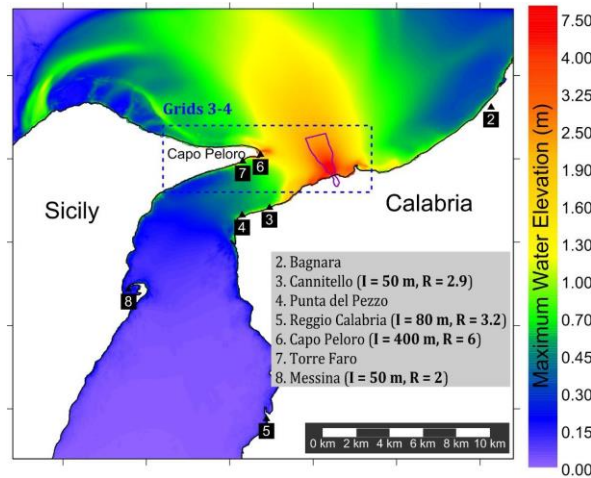 Grids 3-4
2
Capo Peloro
6
7
Sicily
Calabria
3
4
8
5
2. Bagnara
3. Cannitello (I = 50 m, R = 2.9)
4. Punta del Pezzo
5. Reggio Calabria (I = 80 m, R = 3.2)
6. Capo Peloro (I = 400 m, R = 6)
7. Torre Faro
8. Messina (I = 50 m, R = 2)
0 km 2 km 4 km 6 km 8 km 10 km
Maximum Water Elevation (m)
7.50
4.00
3.25
2.50
1.90
1.30
0.70
0.45
0.30
0.15
0.00